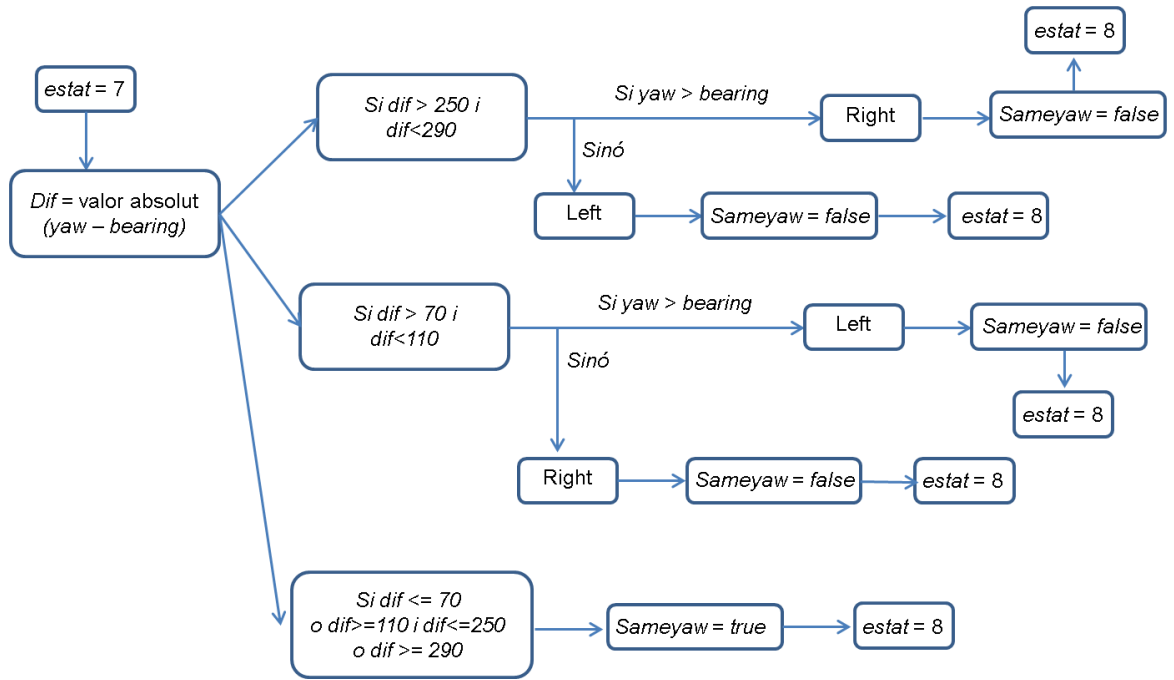 estat = 7
Dif = valor absolut
(yaw – bearing)
Si dif > 250 i
dif<290
Si yaw > bearing
Right
Sameyaw = false
estat = 8
Sinó
Left
Sameyaw = false
estat = 8
Si dif > 70 i
dif<110
Si yaw > bearing
Left
Sameyaw = false
estat = 8
Sinó
Right
Sameyaw = false
estat = 8
Si dif <= 70
o dif>=110 i dif<=250
o dif >= 290
Sameyaw = true
estat = 8